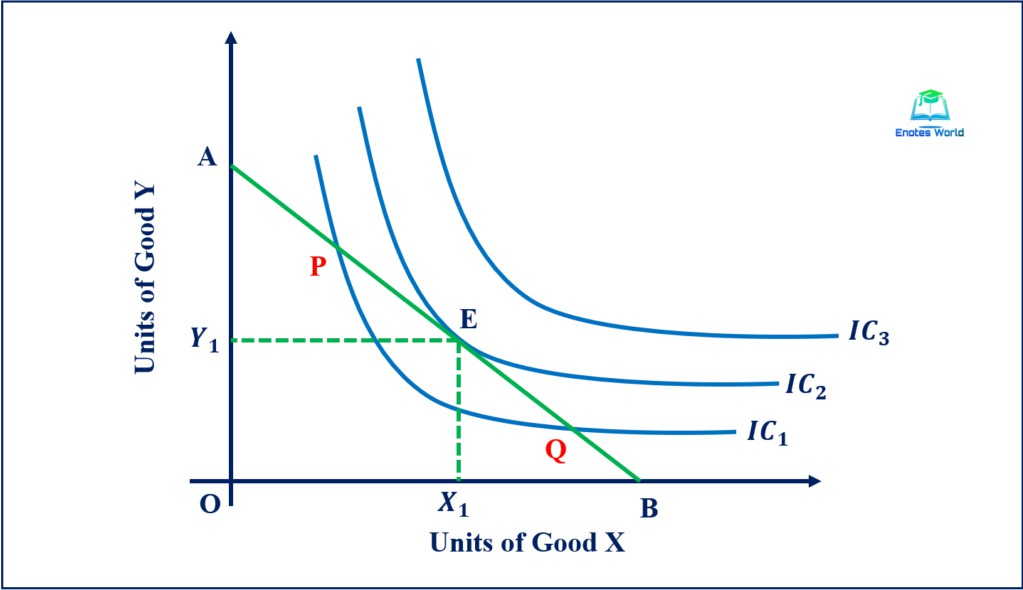 Enotes World
A
Units of Good Y
P
E
Y₁
IC₃
IC₂
IC₁
Q
O
X₁
B
Units of Good X